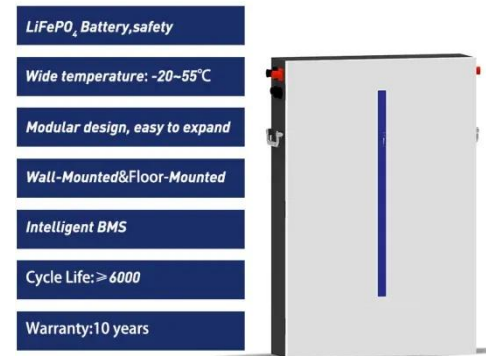 LiFePO₄ Battery,safety
Wide temperature: -20~55℃
Modular design, easy to expand
Wall-Mounted&Floor-Mounted
Intelligent BMS
Cycle Life:≥6000
Warranty:10 years